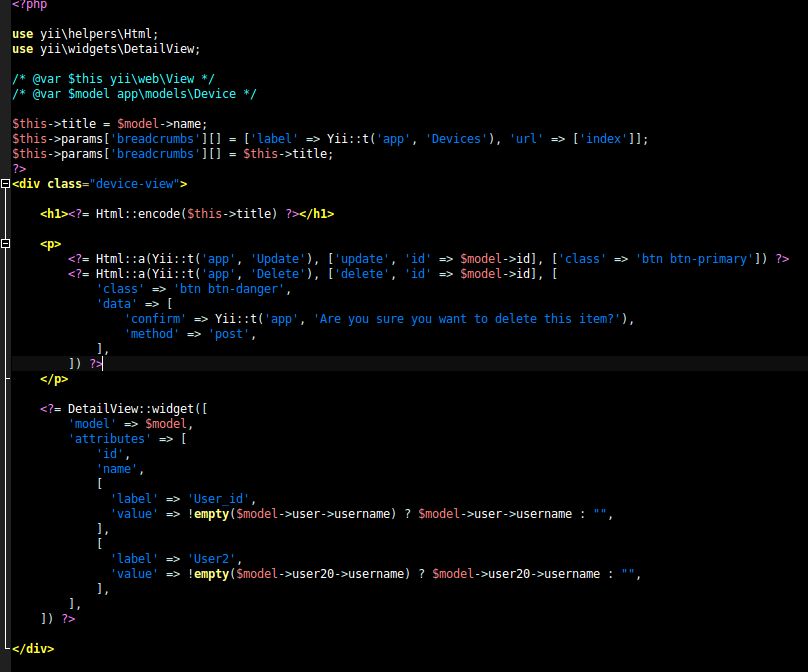 <?php
use yii\helpers\Html;
use yii\widgets\DetailView;
/* @var $this yii\web\View */
/* @var $model app\models\Device */
$this->title = $model->name;
$this->params['breadcrumbs'][] = ['label' => Yii::t('app', 'Devices'), 'url' => ['index']];
$this->params['breadcrumbs'][] = $this->title;
?>
<div class="device-view">
<h1><?= Html::encode($this->title) ?></h1>
<p>
<?= Html::a(Yii::t('app', 'Update'), ['update', 'id' => $model->id], ['class' => 'btn btn-primary']) ?>
<?= Html::a(Yii::t('app', 'Delete'), ['delete', 'id' => $model->id], [
'class' => 'btn btn-danger',
'data' => [
'confirm' => Yii::t('app', 'Are you sure you want to delete this item?'),
'method' => 'post',
],
]) ?>
</p>
<?= DetailView::widget([
'model' => $model,
'attributes' => [
'id',
'name',
[
'label' => 'User_id',
'value' => !empty($model->user->username) ? $model->user->username : "",
],
[
'label' => 'User2',
'value' => !empty($model->user20->username) ? $model->user20->username : "",
],
],
]) ?>
</div>